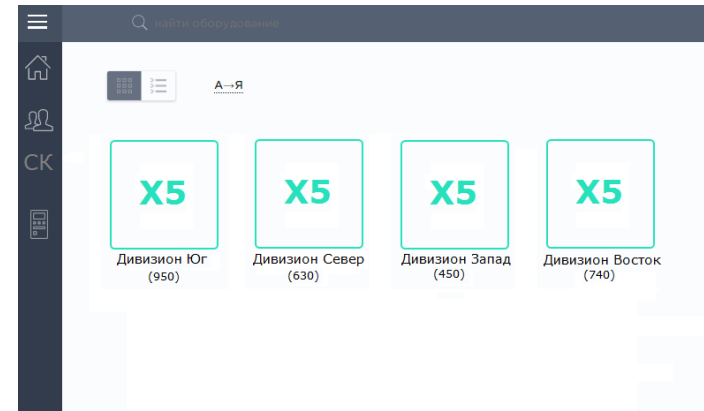 найти оборудование
А→Я
СК
X5
X5
X5
X5
Дивизион Юг
(950)
Дивизион Север
(630)
Дивизион Запад
(450)
Дивизион Восток
(740)